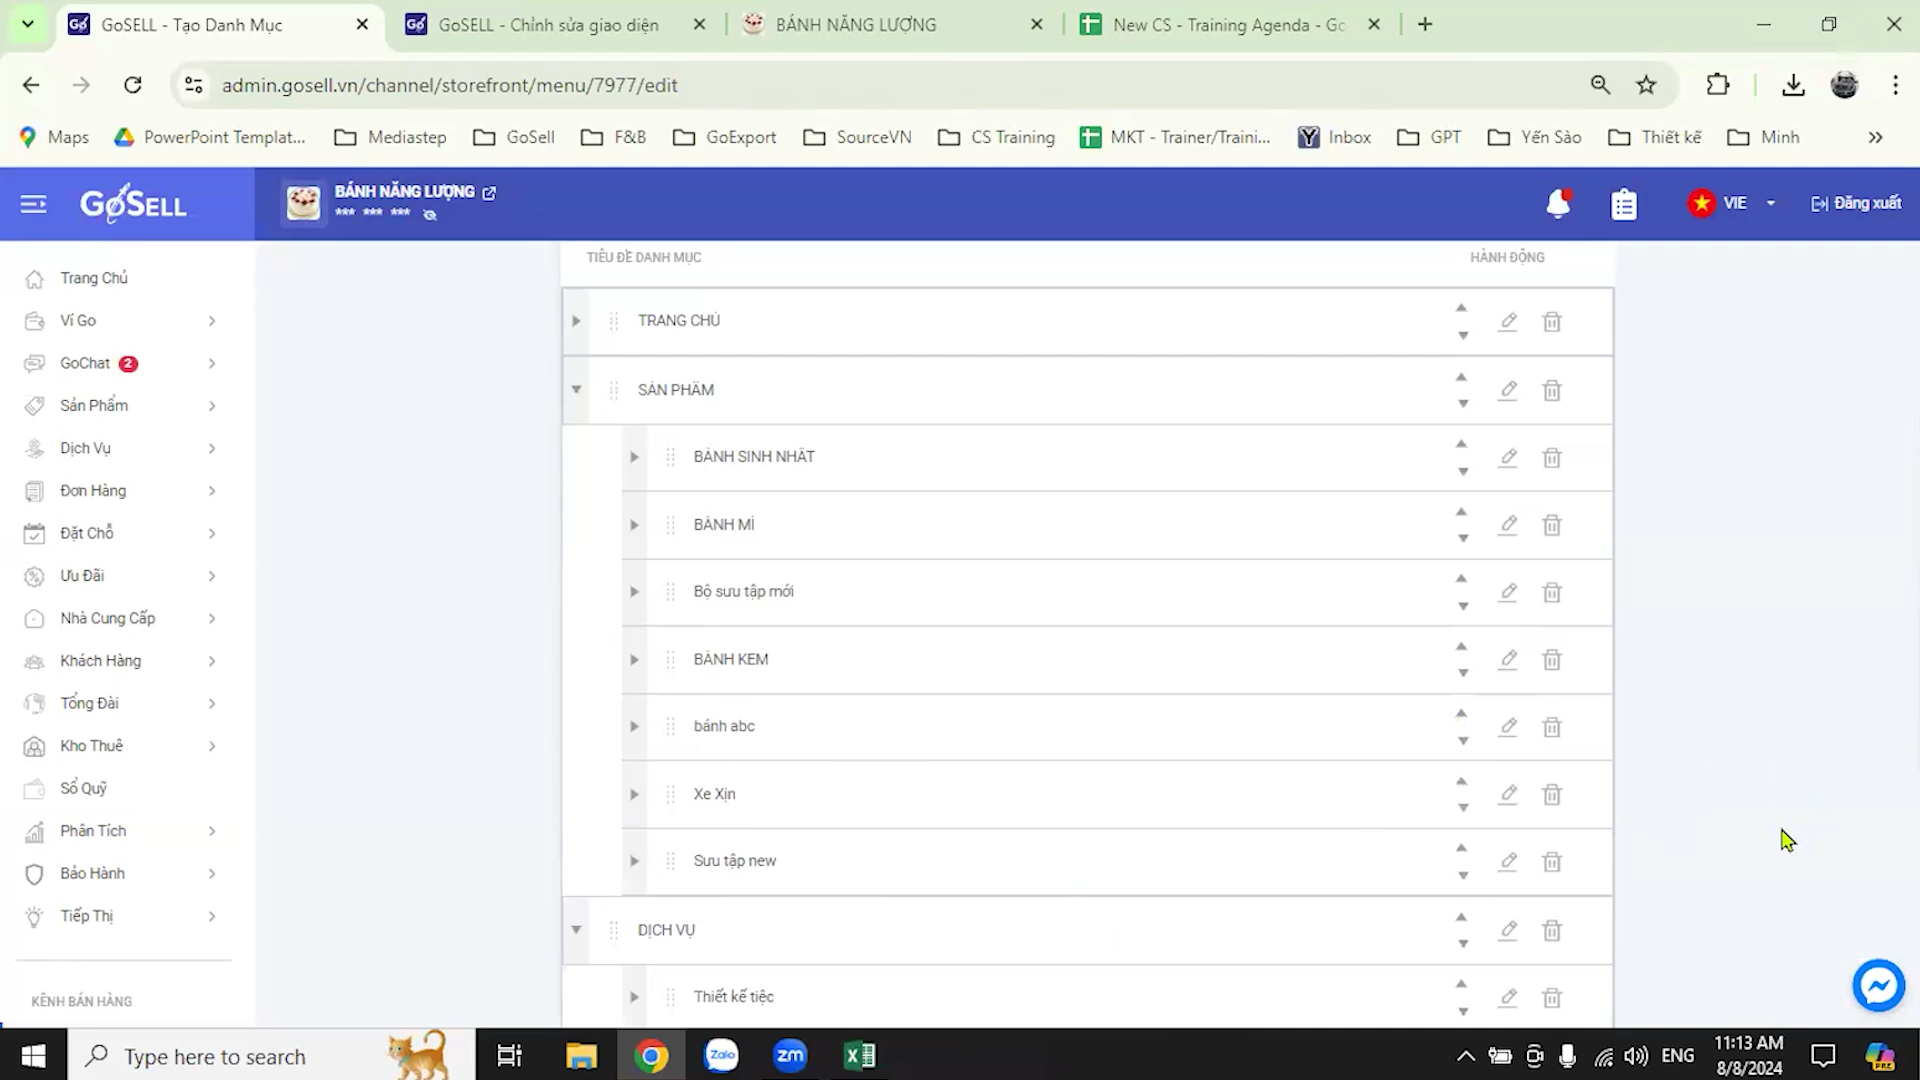 GoSELL - Tạo Danh Mục
GoSELL - Chỉnh sửa giao diện
BÁNH NĂNG LƯỢNG
New CS - Training Agenda - Go
admin.gosell.vn/channel/storefront/menu/7977/edit
Maps
PowerPoint Templat...
Mediastep
GoSell
F&B
GoExport
SourceVN
CS Training
MKT - Trainer/Traini...
Inbox
GPT
Yến Sào
Thiết kế
Minh
GOSELL
BÁNH NĂNG LƯỢNG
*** *** ***
VIE
Đăng xuất
Trang Chủ
Ví Go
GoChat 2
Sản Phẩm
Dịch Vụ
Đơn Hàng
Đặt Chỗ
Ưu Đãi
Nhà Cung Cấp
Khách Hàng
Tổng Đài
Kho Thuê
Sổ Quỹ
Phân Tích
Bảo Hành
Tiếp Thị
KÊNH BÁN HÀNG
TIÊU ĐỀ DANH MỤC
HÀNH ĐỘNG
TRANG CHỦ
SẢN PHẨM
BÁNH SINH NHẬT
BÁNH MÌ
Bộ sưu tập mới
BÁNH KEM
bánh abc
Xe Xịn
Sưu tập new
DỊCH VỤ
Thiết kế tiệc
Type here to search
Zalo
zm
ENG
11:13 AM
8/8/2024
PRE